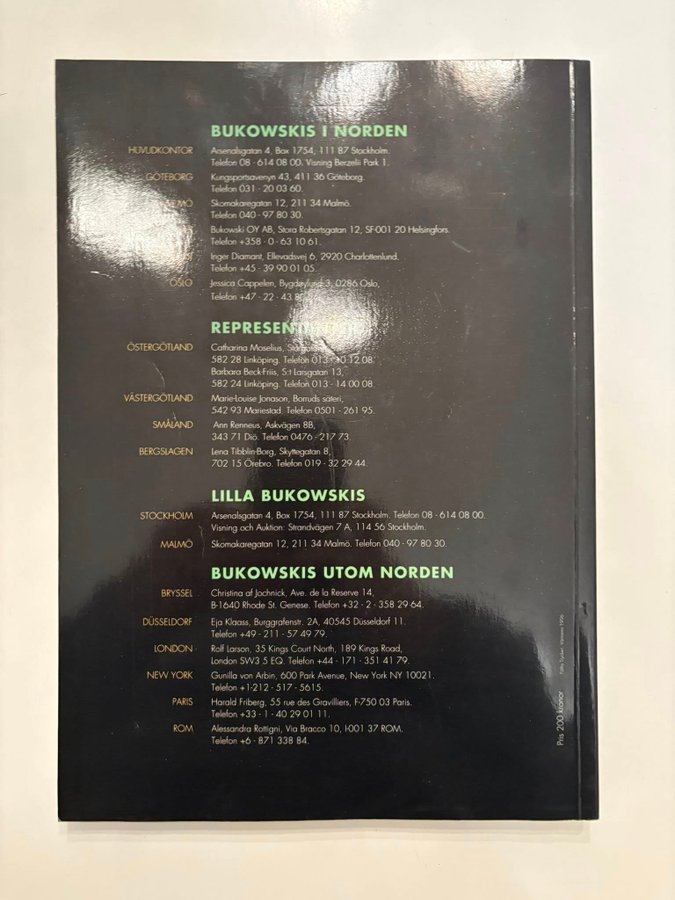 BUKOWSKIS I NORDEN
HUVUDKONTOR Arsenalsgatan 4, Box 1754, 111 87 Stockholm.
Telefon 08 - 614 08 00. Visning Berzelii Park 1.
GÖTEBORG Kungsportsavenyn 43, 411 36 Göteborg.
Telefon 031 - 20 03 60.
Skomakaregatan 12, 211 34 Malmö.
Telefon 040 - 97 80 30.
Bukowski OY AB, Stora Robertsgatan 12, SF-001 20 Helsingfors.
Telefon +358 - 0 - 63 10 61.
Inger Diamant, Ellevadsvej 6, 2920 Charlottenlund.
Telefon +45 - 39 90 01 05.
OSLO Jessica Cappelen, 3, 0286 Oslo,
Telefon +47 - 22 - 43
ÖSTERGÖTLAND Catharina Moselius,
582 28 Linköping. Telefon 013 - 10 12 08.
Barbara Beck-Friis, S:t Larsgatan 13,
582 24 Linköping. Telefon 013 - 14 00 08.
VÄSTERGÖTLAND Marie-Louise Jonason, Borruds säteri,
542 93 Mariestad. Telefon 0501 - 261 95.
SMÅLAND Ann Renneus, Askvägen 8B,
343 71 Diö. Telefon 0476 - 217 73.
BERGSLAGEN Lena Tibblin-Borg, Skyttegatan 8,
702 15 Örebro. Telefon 019 - 32 29 44.
LILLA BUKOWSKIS
STOCKHOLM Arsenalsgatan 4, Box 1754, 111 87 Stockholm. Telefon 08 - 614 08 00.
Visning och Auktion: Strandvägen 7 A, 114 56 Stockholm.
MALMÖ Skomakaregatan 12, 211 34 Malmö. Telefon 040 - 97 80 30.
BUKOWSKIS UTOM NORDEN
BRYSSEL Christina af Jochnick, Ave. de la Reserve 14,
B-1640 Rhode St. Genese. Telefon +32 - 2 - 358 29 64.
DÜSSELDORF Eja Klaass, Burggrafenstr. 2A, 40545 Düsseldorf 11.
Telefon +49 - 211 - 57 49 79.
LONDON Rolf Larson, 35 Kings Court North, 189 Kings Road,
London SW3 5 EQ. Telefon +44 - 171 - 351 41 79.
NEW YORK Gunilla von Arbin, 600 Park Avenue, New York NY 10021.
Telefon +1-212 - 517 - 5615.
PARIS Harald Friberg, 55 rue des Gravilliers, F-750 03 Paris.
Telefon +33 - 1 - 40 29 01 11.
ROM Alessandra Rottigni, Via Bracco 10, I-001 37 ROM.
Telefon +6 - 871 338 84.
Pris 200 kronor
1996